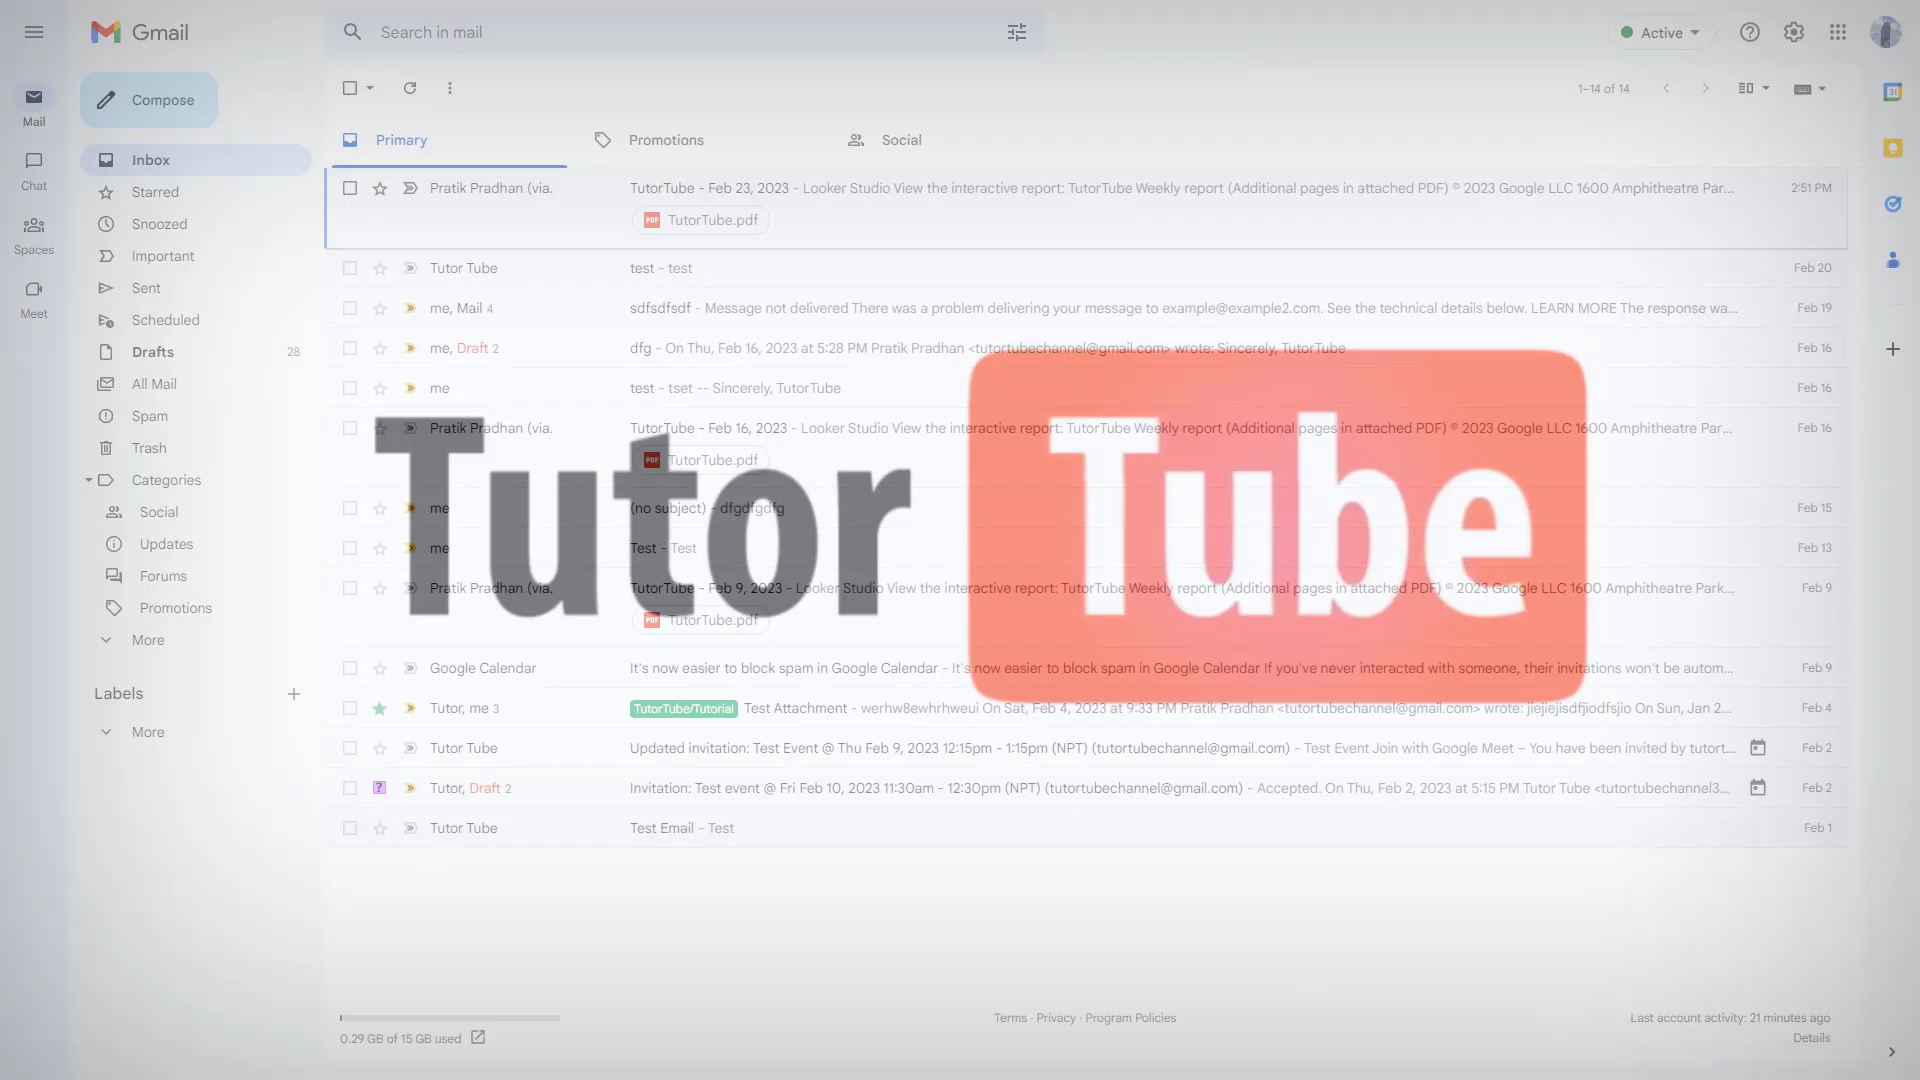 Gmail
Search in mail
Active
Compose
1–14 of 14
Mail
Chat
Spaces
Meet
Inbox
Starred
Snoozed
Important
Sent
Scheduled
Drafts 28
All Mail
Spam
Trash
Categories
Social
Updates
Forums
Promotions
More
Labels
More
Primary
Promotions
Social
Pratik Pradhan (via. TutorTube - Feb 23, 2023 - Looker Studio View the interactive report: TutorTube Weekly report (Additional pages in attached PDF) © 2023 Google LLC 1600 Amphitheatre Par... 2:51 PM
PDF TutorTube.pdf
Tutor Tube test - test Feb 20
me, Mail 4 sdfsdfsdf - Message not delivered There was a problem delivering your message to example@example2.com. See the technical details below. LEARN MORE The response wa... Feb 19
me, Draft 2 dfg - On Thu, Feb 16, 2023 at 5:28 PM Pratik Pradhan <tutortubechannel@gmail.com> wrote: Sincerely, TutorTube Feb 16
me test - tset -- Sincerely, TutorTube Feb 16
Pratik Pradhan (via. TutorTube - Feb 16, 2023 - Looker Studio View the interactive report: TutorTube Weekly report (Additional pages in attached PDF) © 2023 Google LLC 1600 Amphitheatre Par... Feb 16
PDF TutorTube.pdf
me (no subject) - dfgdfgdfg Feb 15
me Test - Test Feb 13
Pratik Pradhan (via. TutorTube - Feb 9, 2023 - Looker Studio View the interactive report: TutorTube Weekly report (Additional pages in attached PDF) © 2023 Google LLC 1600 Amphitheatre Park... Feb 9
PDF TutorTube.pdf
Google Calendar It's now easier to block spam in Google Calendar - It's now easier to block spam in Google Calendar If you've never interacted with someone, their invitations won't be autom... Feb 9
Tutor, me 3 TutorTube/Tutorial Test Attachment - werhw8ewhrhweui On Sat, Feb 4, 2023 at 9:33 PM Pratik Pradhan <tutortubechannel@gmail.com> wrote: jiejiejisdfjiodfsjio On Sun, Jan 2... Feb 4
Tutor Tube Updated invitation: Test Event @ Thu Feb 9, 2023 12:15pm - 1:15pm (NPT) (tutortubechannel@gmail.com) - Test Event Join with Google Meet – You have been invited by tutort... Feb 2
Tutor, Draft 2 Invitation: Test event @ Fri Feb 10, 2023 11:30am - 12:30pm (NPT) (tutortubechannel@gmail.com) - Accepted. On Thu, Feb 2, 2023 at 5:15 PM Tutor Tube <tutortubechannel3... Feb 2
Tutor Tube Test Email - Test Feb 1
Tutor Tube
0.29 GB of 15 GB used
Terms · Privacy · Program Policies
Last account activity: 21 minutes ago
Details